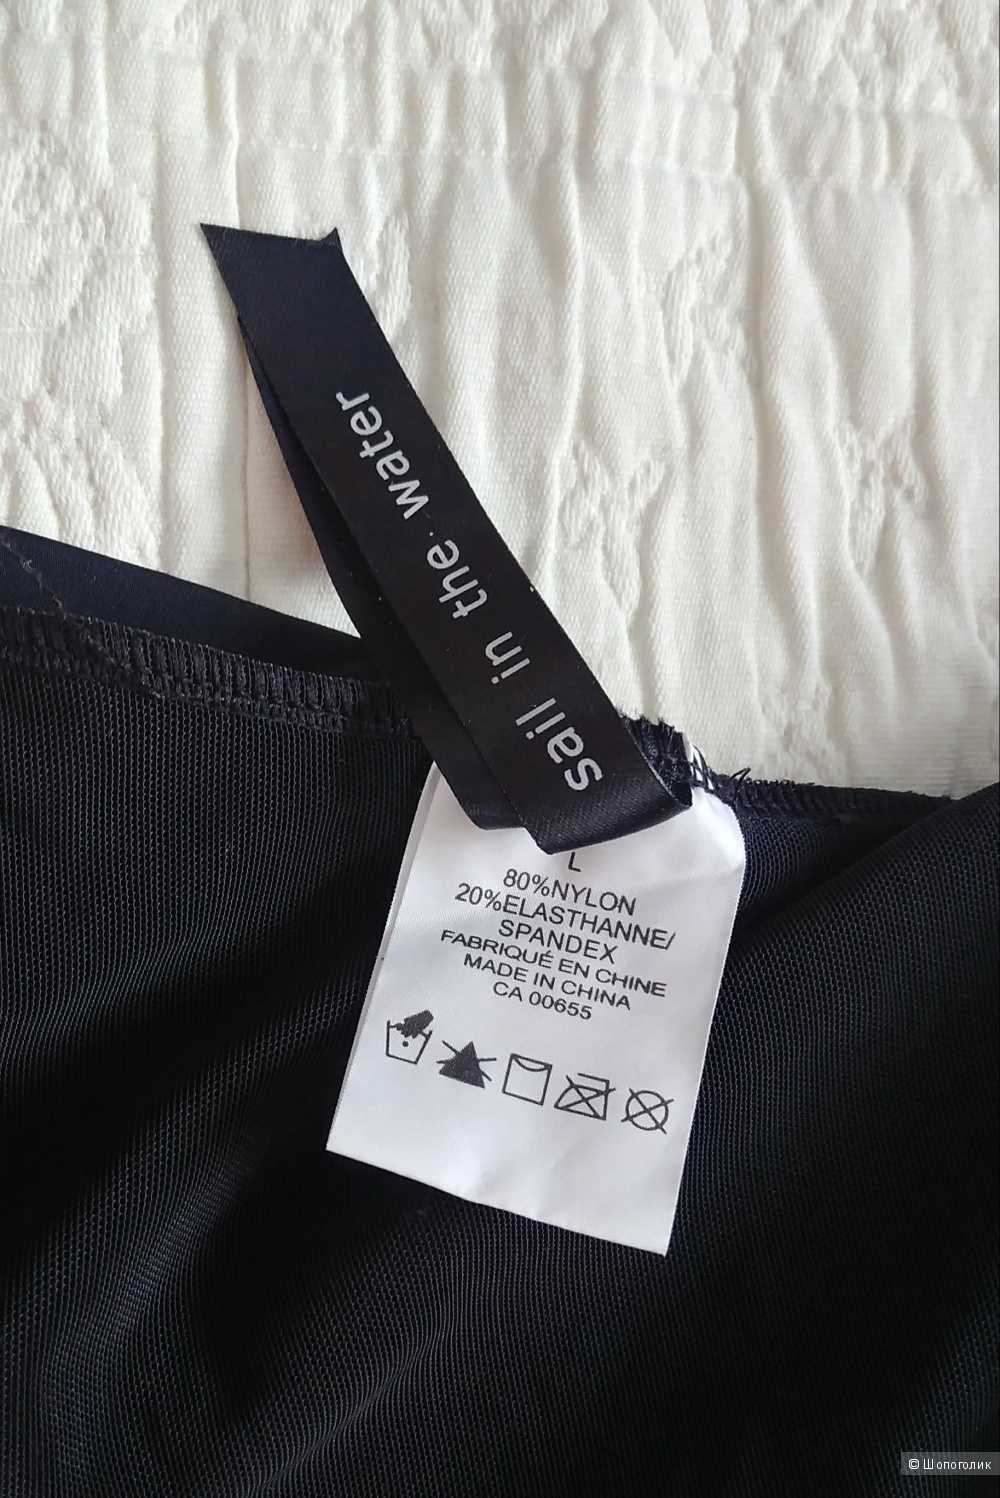 sail in the water
L
80%NYLON
20%ELASTHANNE/
SPANDEX
FABRIQUÉ EN CHINE
MADE IN CHINA
CA 00655
© Шопоголик